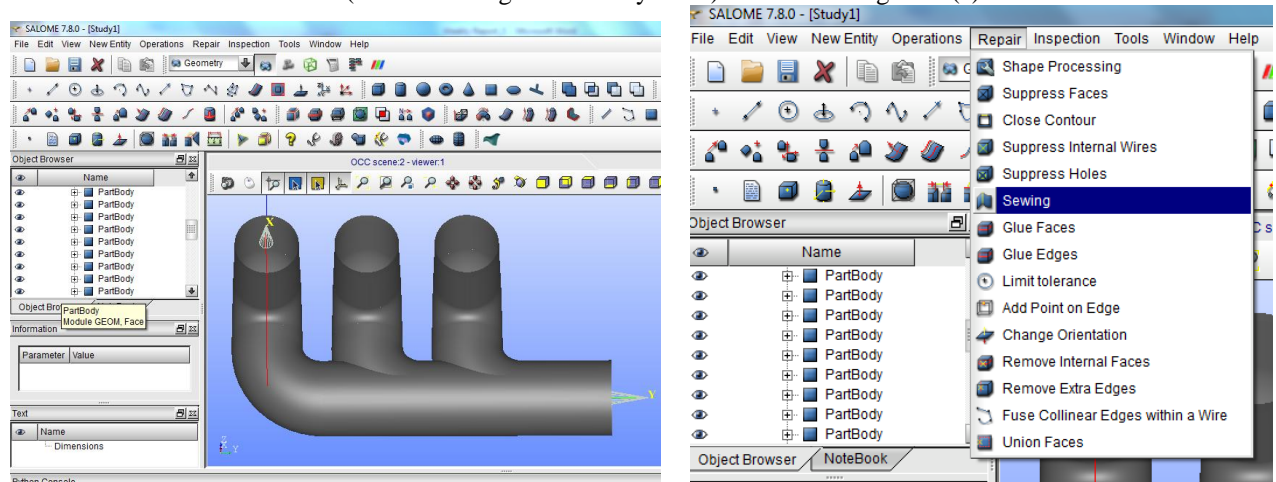 SALOME 7.8.0 - [Study1]
File Edit View New Entity Operations Repair Inspection Tools Window Help
Geometry
Object Browser
Name
PartBody
PartBody
PartBody
PartBody
PartBody
PartBody
PartBody
PartBody
PartBody
Object Bro
PartBody
Module GEOM, Face
Information
Parameter Value
Text
Name
Dimensions
Python Console
OCC scene:2 - viewer:1
X
Y
Z
Y
SALOME 7.8.0 - [Study1]
File Edit View New Entity Operations Repair Inspection Tools Window Help
Shape Processing
Suppress Faces
Close Contour
Suppress Internal Wires
Suppress Holes
Sewing
Glue Faces
Glue Edges
Limit tolerance
Add Point on Edge
Change Orientation
Remove Internal Faces
Remove Extra Edges
Fuse Collinear Edges within a Wire
Union Faces
Object Browser
Name
PartBody
PartBody
PartBody
PartBody
PartBody
PartBody
PartBody
PartBody
PartBody
Object Browser NoteBook